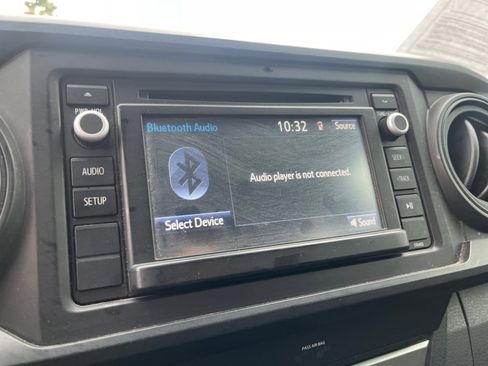 PWR·VOL
Bluetooth Audio 10:32 Source
AUDIO
SETUP
Audio player is not connected.
SEEK>
<TRACK
Select Device
Sound
PASS AIR BAG